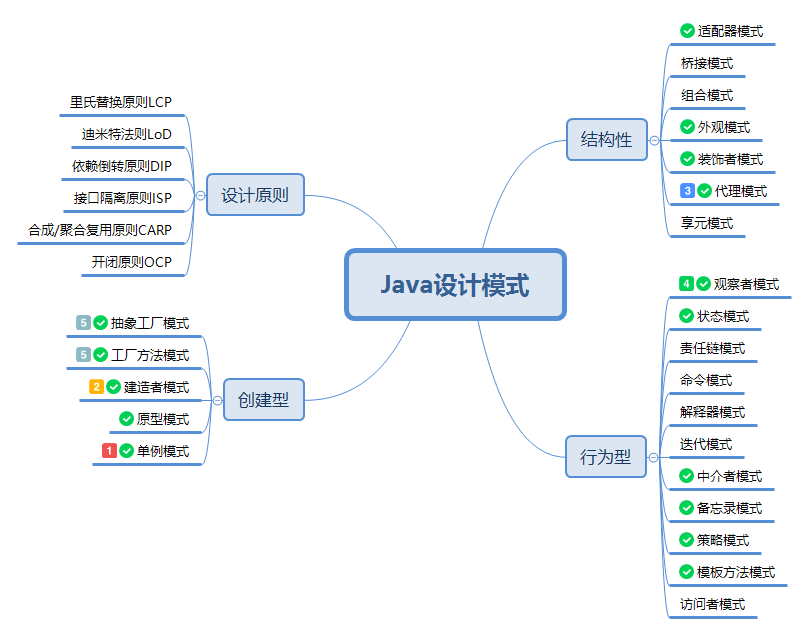 Java设计模式
设计原则
里氏替换原则LCP
迪米特法则LoD
依赖倒转原则DIP
接口隔离原则ISP
合成/聚合复用原则CARP
开闭原则OCP
创建型
5 抽象工厂模式
5 工厂方法模式
2 建造者模式
原型模式
1 单例模式
结构性
适配器模式
桥接模式
组合模式
外观模式
装饰者模式
3 代理模式
享元模式
行为型
4 观察者模式
状态模式
责任链模式
命令模式
解释器模式
迭代模式
中介者模式
备忘录模式
策略模式
模板方法模式
访问者模式